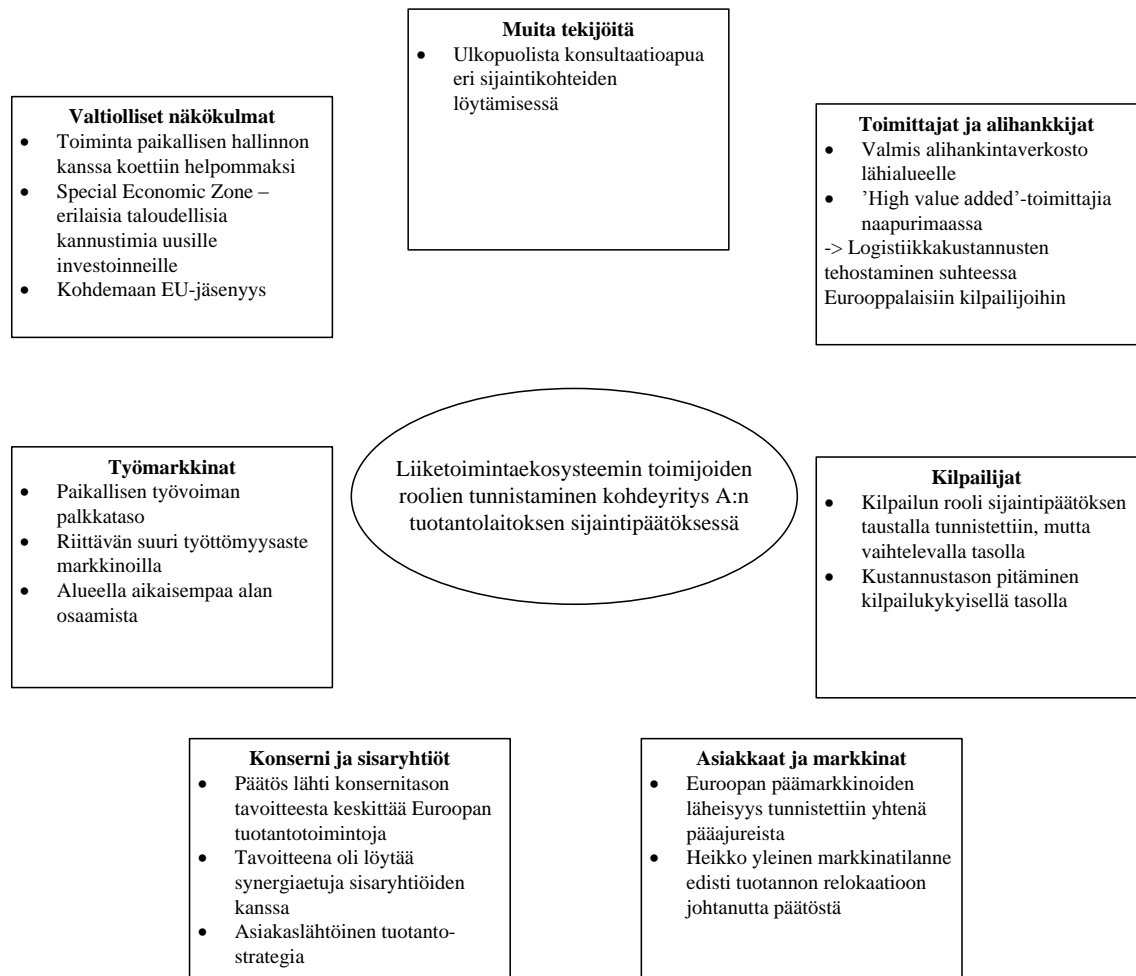 Muita tekijöitä
• Ulkopuolista konsultaatioapua
eri sijaintikohteiden
löytämisessä
Valtiolliset näkökulmat
• Toiminta paikallisen hallinnon
kanssa koettiin helpommaksi
• Special Economic Zone –
erilaisia taloudellisia
kannustimia uusille
investoinneille
• Kohdemaan EU-jäsenyys
Toimittajat ja alihankkijat
• Valmis alihankintaverkosto
lähialueelle
• ’High value added’-toimittajia
naapurimaassa
-> Logistiikkakustannusten
tehostaminen suhteessa
Eurooppalaisiin kilpailijoihin
Liiketoimintaekosysteemin toimijoiden
roolien tunnistaminen kohdeyritys A:n
tuotantolaitoksen sijaintipäätöksessä
Työmarkkinat
• Paikallisen työvoiman
palkkataso
• Riittävän suuri työttömyysaste
markkinoilla
• Alueella aikaisempaa alan
osaamista
Kilpailijat
• Kilpailun rooli sijaintipäätöksen
taustalla tunnistettiin, mutta
vaihtelevalla tasolla
• Kustannustason pitäminen
kilpailukykyisellä tasolla
Konserni ja sisaryhtiöt
• Päätös lähti konsernitason
tavoitteesta keskittää Euroopan
tuotantotoimintoja
• Tavoitteena oli löytää
synergiaetuja sisaryhtiöiden
kanssa
• Asiakaslähtöinen tuotanto-
strategia
Asiakkaat ja markkinat
• Euroopan päämarkkinoiden
läheisyys tunnistettiin yhtenä
pääajureista
• Heikko yleinen markkinatilanne
edisti tuotannon relokaatioon
johtanutta päätöstä